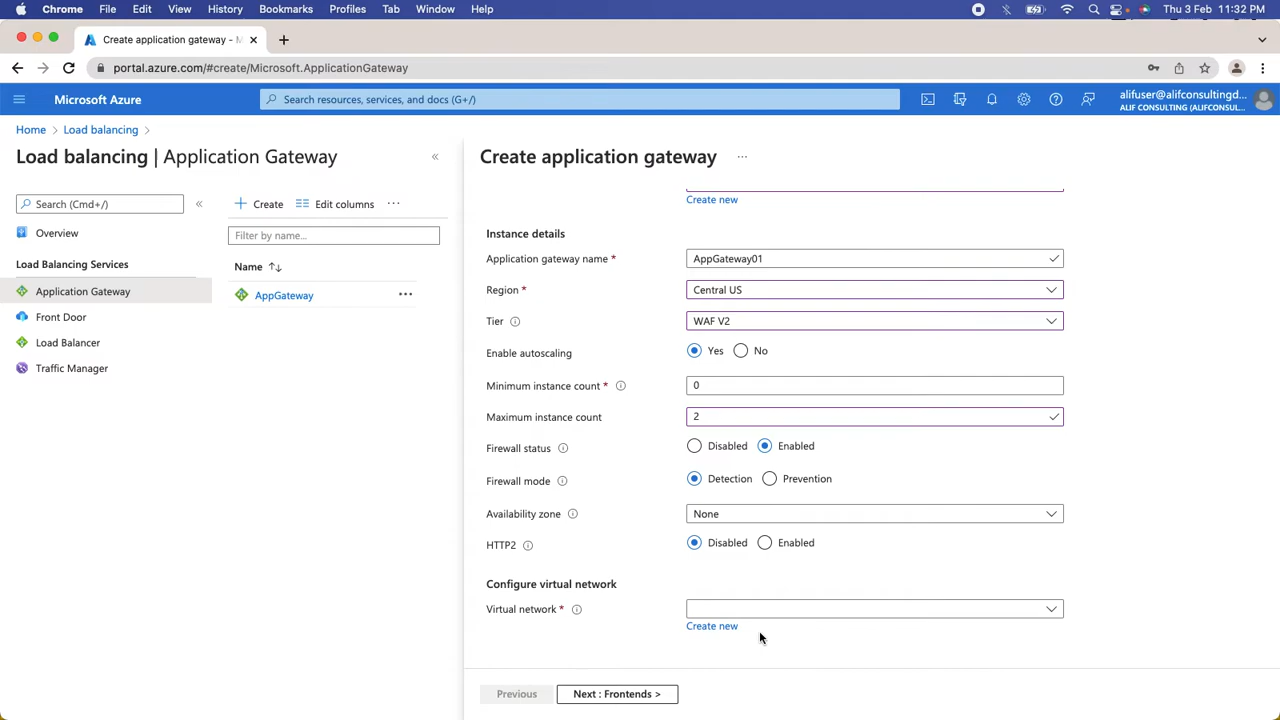 Chrome File Edit View History Bookmarks Profiles Tab Window Help Thu 3 Feb 11:32 PM
Create application gateway - M
portal.azure.com/#create/Microsoft.ApplicationGateway
Microsoft Azure
Search resources, services, and docs (G+/)
alifuser@alifconsultingd...
ALIF CONSULTING (ALIFCONSUL...
Home > Load balancing >
Load balancing | Application Gateway
Search (Cmd+/)
Overview
Load Balancing Services
Application Gateway
Front Door
Load Balancer
Traffic Manager
Create Edit columns ...
Filter by name...
Name
AppGateway ...
Create application gateway ...
Create new
Instance details
Application gateway name * AppGateway01
Region * Central US
Tier WAF V2
Enable autoscaling Yes No
Minimum instance count * 0
Maximum instance count 2
Firewall status Disabled Enabled
Firewall mode Detection Prevention
Availability zone None
HTTP2 Disabled Enabled
Configure virtual network
Virtual network *
Create new
Previous Next : Frontends >